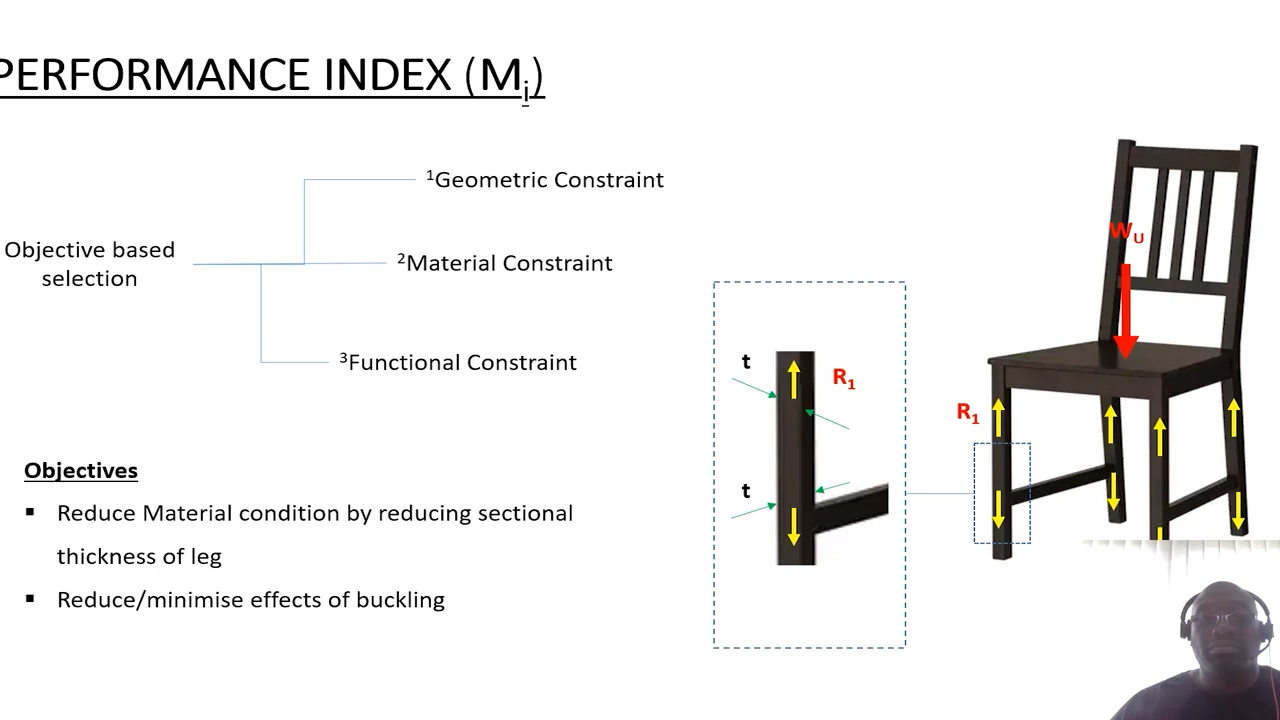 PERFORMANCE INDEX (Mi)
1Geometric Constraint
Objective based
selection
2Material Constraint
3Functional Constraint
Objectives
▪ Reduce Material condition by reducing sectional
thickness of leg
▪ Reduce/minimise effects of buckling
t
R1
t
WU
R1